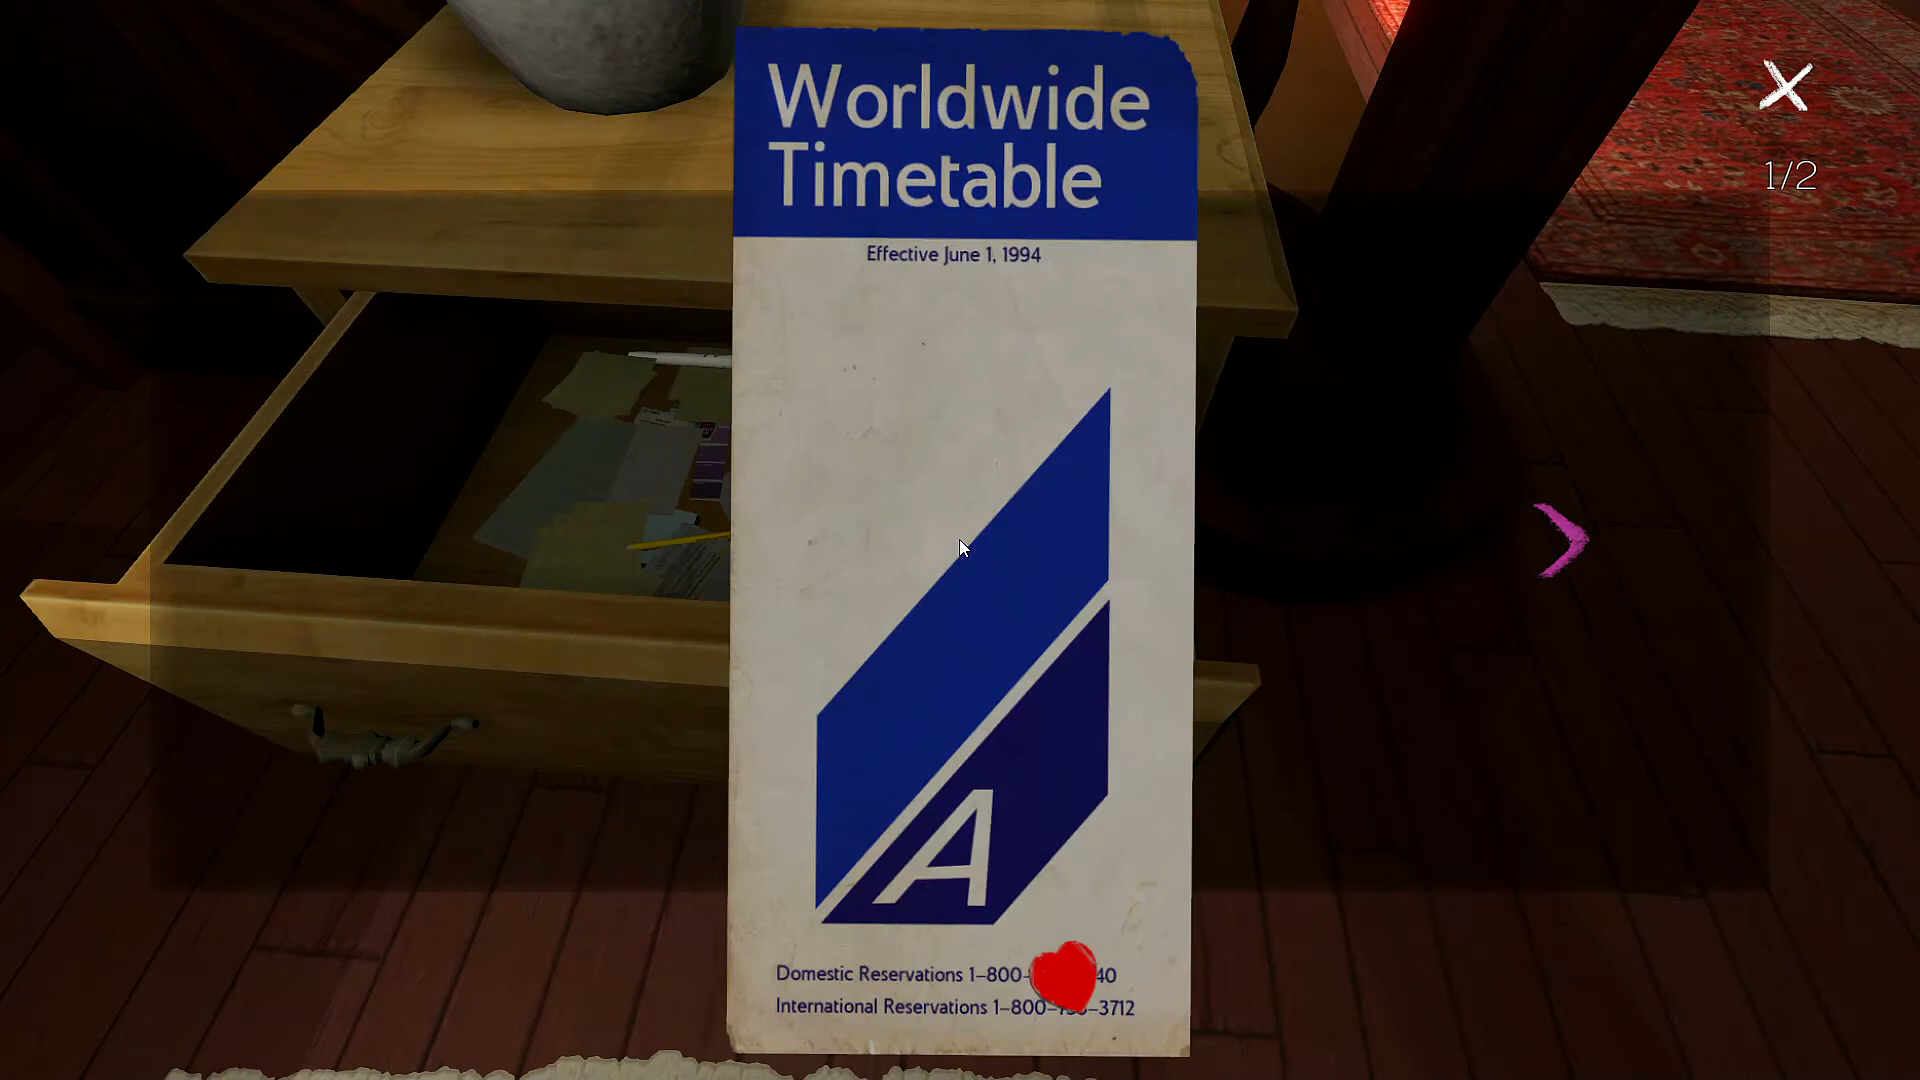 Worldwide
Timetable
Effective June 1, 1994
A
Domestic Reservations 1–800– 40
International Reservations 1–800– –3712
1/2